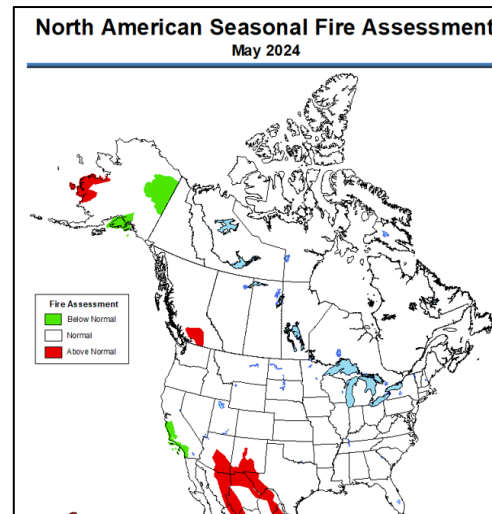 North American Seasonal Fire Assessment
May 2024
Fire Assessment
Below Normal
Normal
Above Normal